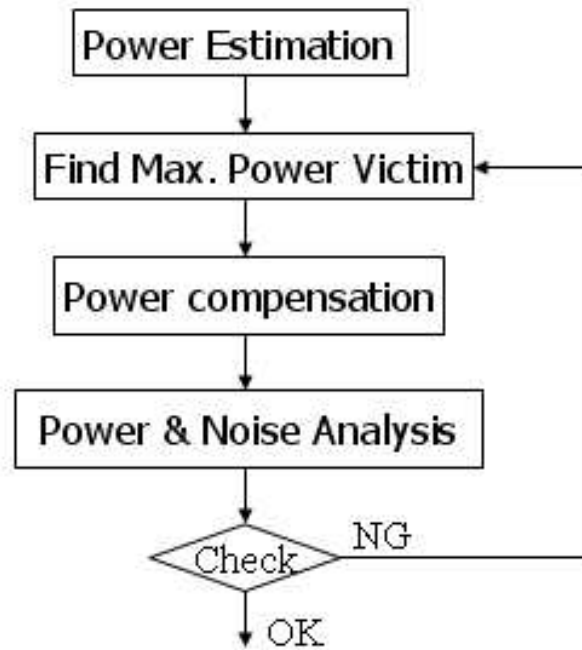 Power Estimation
Find Max. Power Victim
Power compensation
Power & Noise Analysis
Check
NG
OK